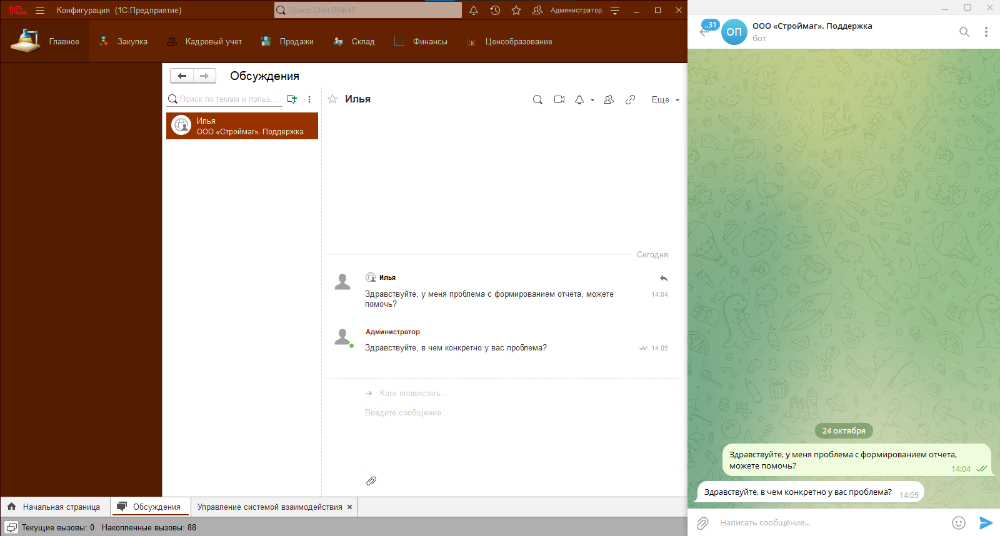 1С Конфигурация (1С:Предприятие) Поиск Ctrl+Shift+F Администратор
Главное Закупка Кадровый учет Продажи Склад Финансы Ценообразование
Обсуждения
Поиск по темам и польз...
Илья
ООО «Строймаг». Поддержка
Илья
Еще
Сегодня
Илья
Здравствуйте, у меня проблема с формированием отчета, можете
помочь?
14:04
Администратор
Здравствуйте, в чем конкретно у вас проблема?
14:05
Кого оповестить...
Введите сообщение...
Начальная страница Обсуждения Управление системой взаимодействия
Текущие вызовы: 0 Накопленные вызовы: 88
..31
ОП
ООО «Строймаг». Поддержка
бот
24 октября
Здравствуйте, у меня проблема с формированием отчета,
можете помочь?
14:04
Здравствуйте, в чем конкретно у вас проблема?
14:05
Написать сообщение...